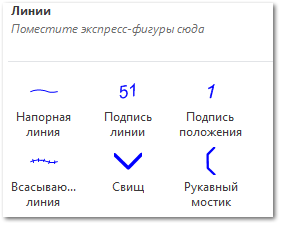 Линии
Поместите экспресс-фигуры сюда
51
1
Напорная
линия
Подпись
линии
Подпись
положения
Всасываю...
линия
Свищ
Рукавный
мостик